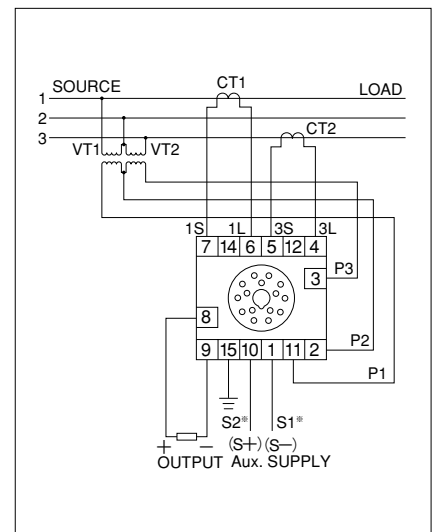 SOURCE CT1 LOAD
1
2
3 CT2
VT1 VT2
1S 1L 3S 3L
7 14 6 5 12 4
3 P3
8
9 15 10 1 11 2 P2
P1
S2※ S1※
+ − (S+) (S−)
OUTPUT Aux. SUPPLY